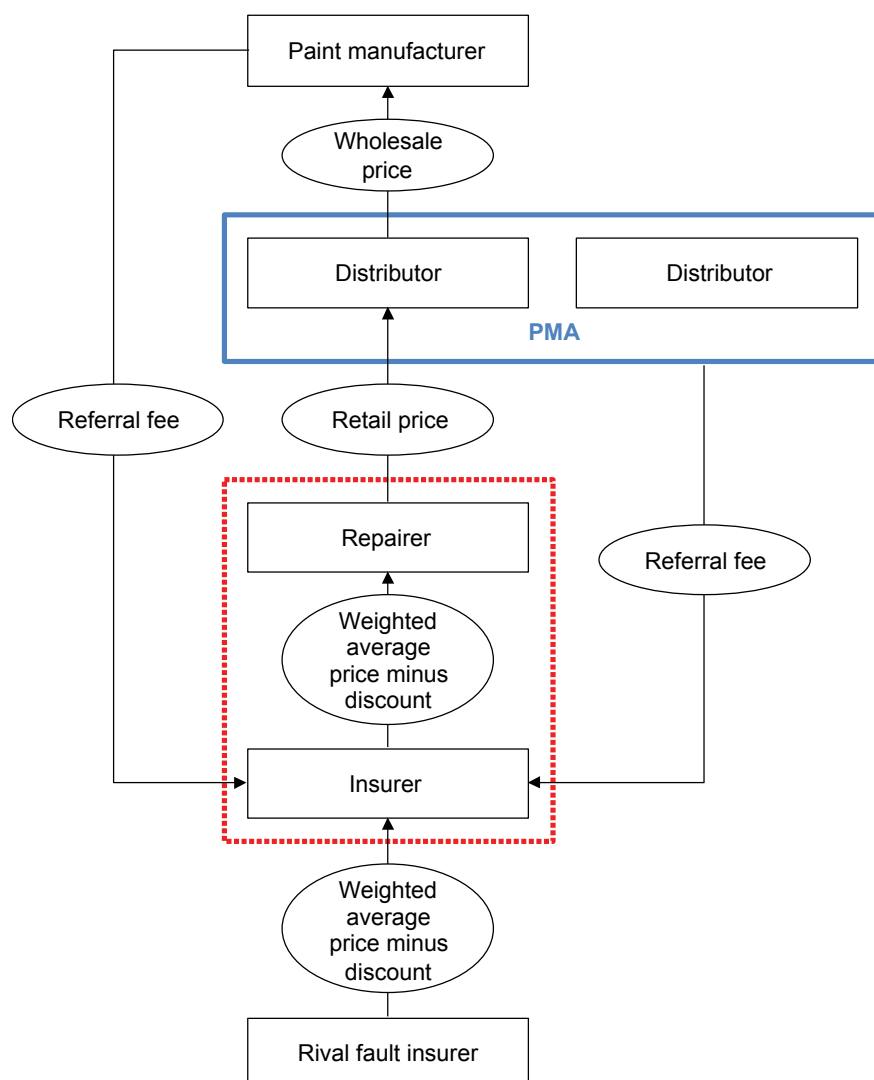 Paint manufacturer
Wholesale
price
Distributor
Distributor
PMA
Referral fee
Retail price
Repairer
Referral fee
Weighted
average
price minus
discount
Insurer
Weighted
average
price minus
discount
Rival fault insurer